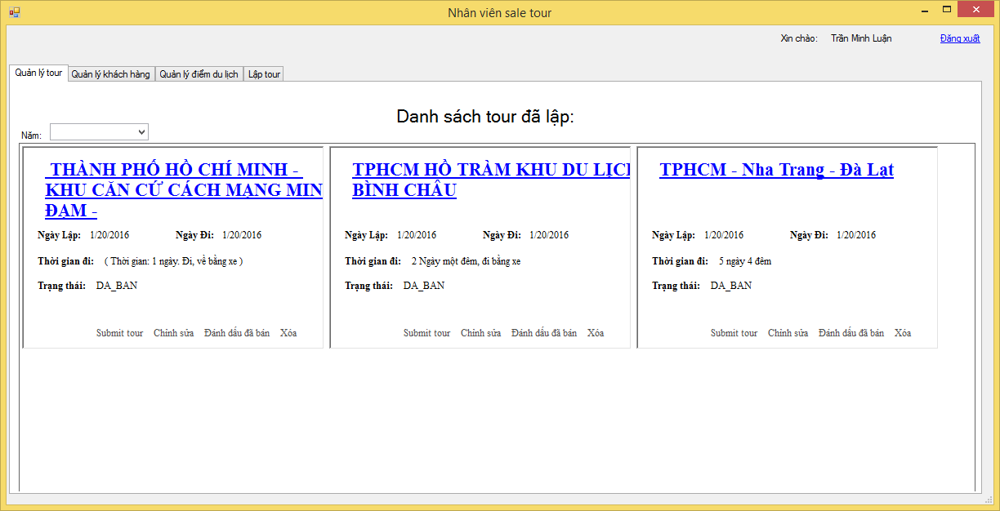 Nhân viên sale tour
Xin chào: Trần Minh Luận Đăng xuất
Quản lý tour Quản lý khách hàng Quản lý điểm du lịch Lập tour
Danh sách tour đã lập:
Năm:
THÀNH PHỐ HỒ CHÍ MINH -
KHU CĂN CỨ CÁCH MẠNG MIN
ĐẠM -
Ngày Lập: 1/20/2016 Ngày Đi: 1/20/2016
Thời gian đi: ( Thời gian: 1 ngày. Đi, về bằng xe )
Trạng thái: DA_BAN
Submit tour Chỉnh sửa Đánh dấu đã bán Xóa
TPHCM HỒ TRÀM KHU DU LỊCH
BÌNH CHÂU
Ngày Lập: 1/20/2016 Ngày Đi: 1/20/2016
Thời gian đi: 2 Ngày một đêm, đi bằng xe
Trạng thái: DA_BAN
Submit tour Chỉnh sửa Đánh dấu đã bán Xóa
TPHCM - Nha Trang - Đà Lạt
Ngày Lập: 1/20/2016 Ngày Đi: 1/20/2016
Thời gian đi: 5 ngày 4 đêm
Trạng thái: DA_BAN
Submit tour Chỉnh sửa Đánh dấu đã bán Xóa